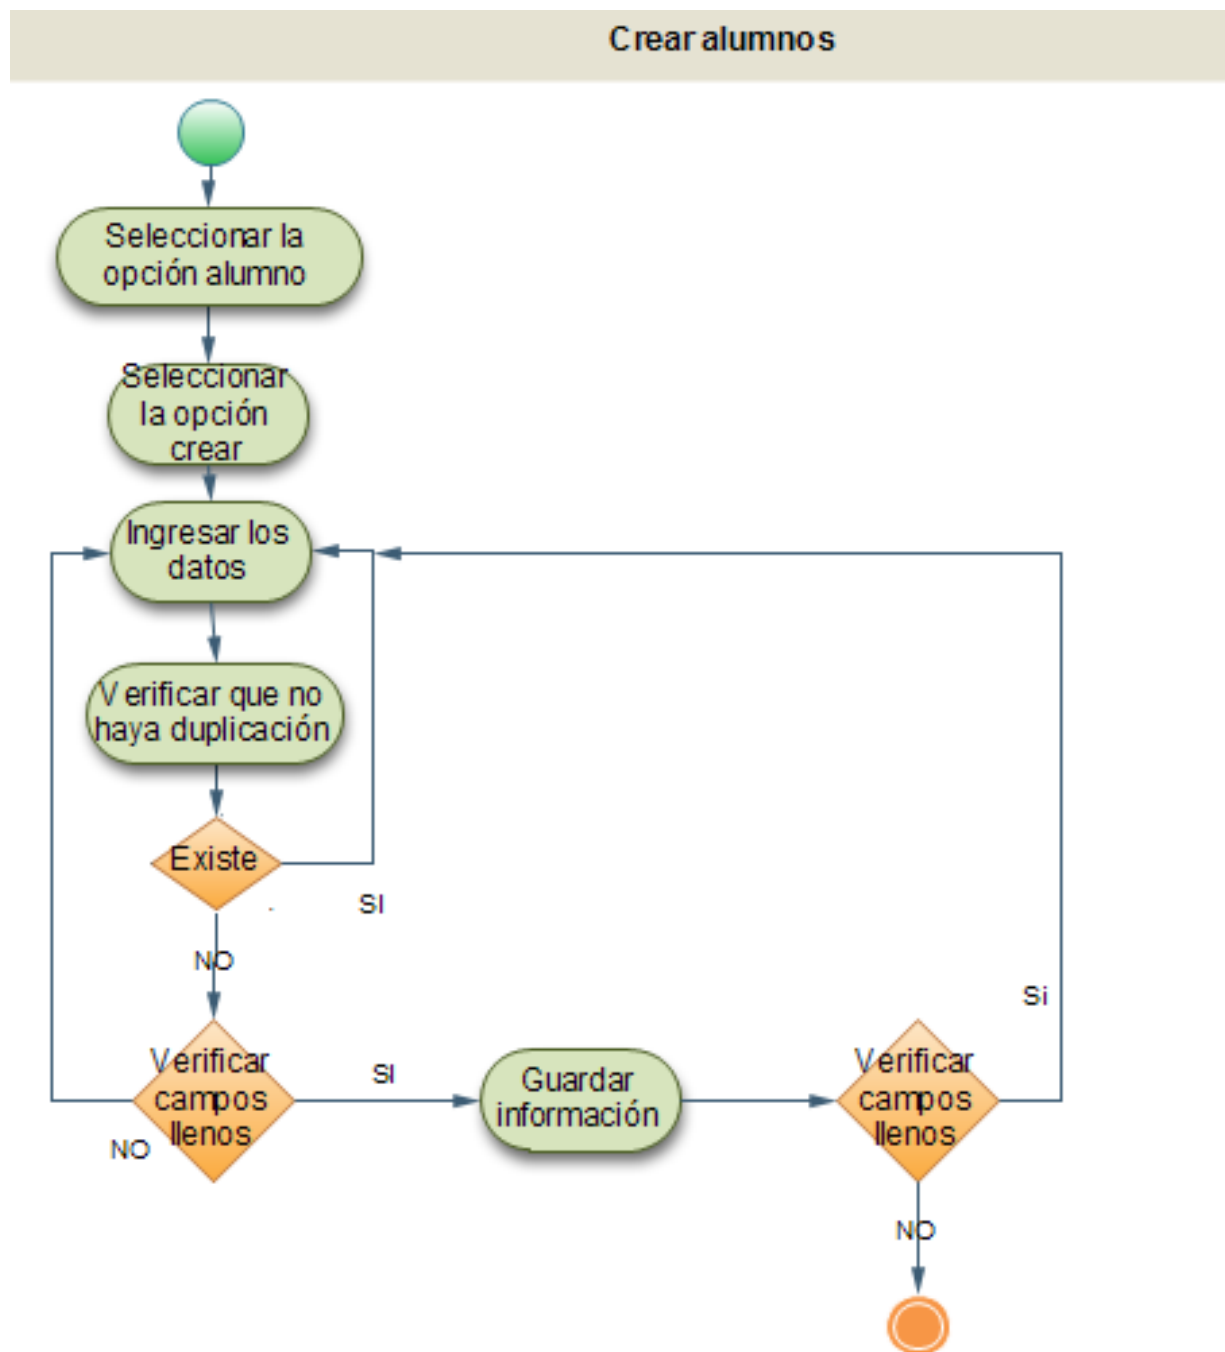 Crear alumnos
Seleccionar la
opción alumno
Seleccionar
la opción
crear
Ingresar los
datos
Verificar que no
haya duplicación
Existe
SI
NO
Verificar
campos
llenos
NO
SI
Guardar
información
Verificar
campos
llenos
Si
NO